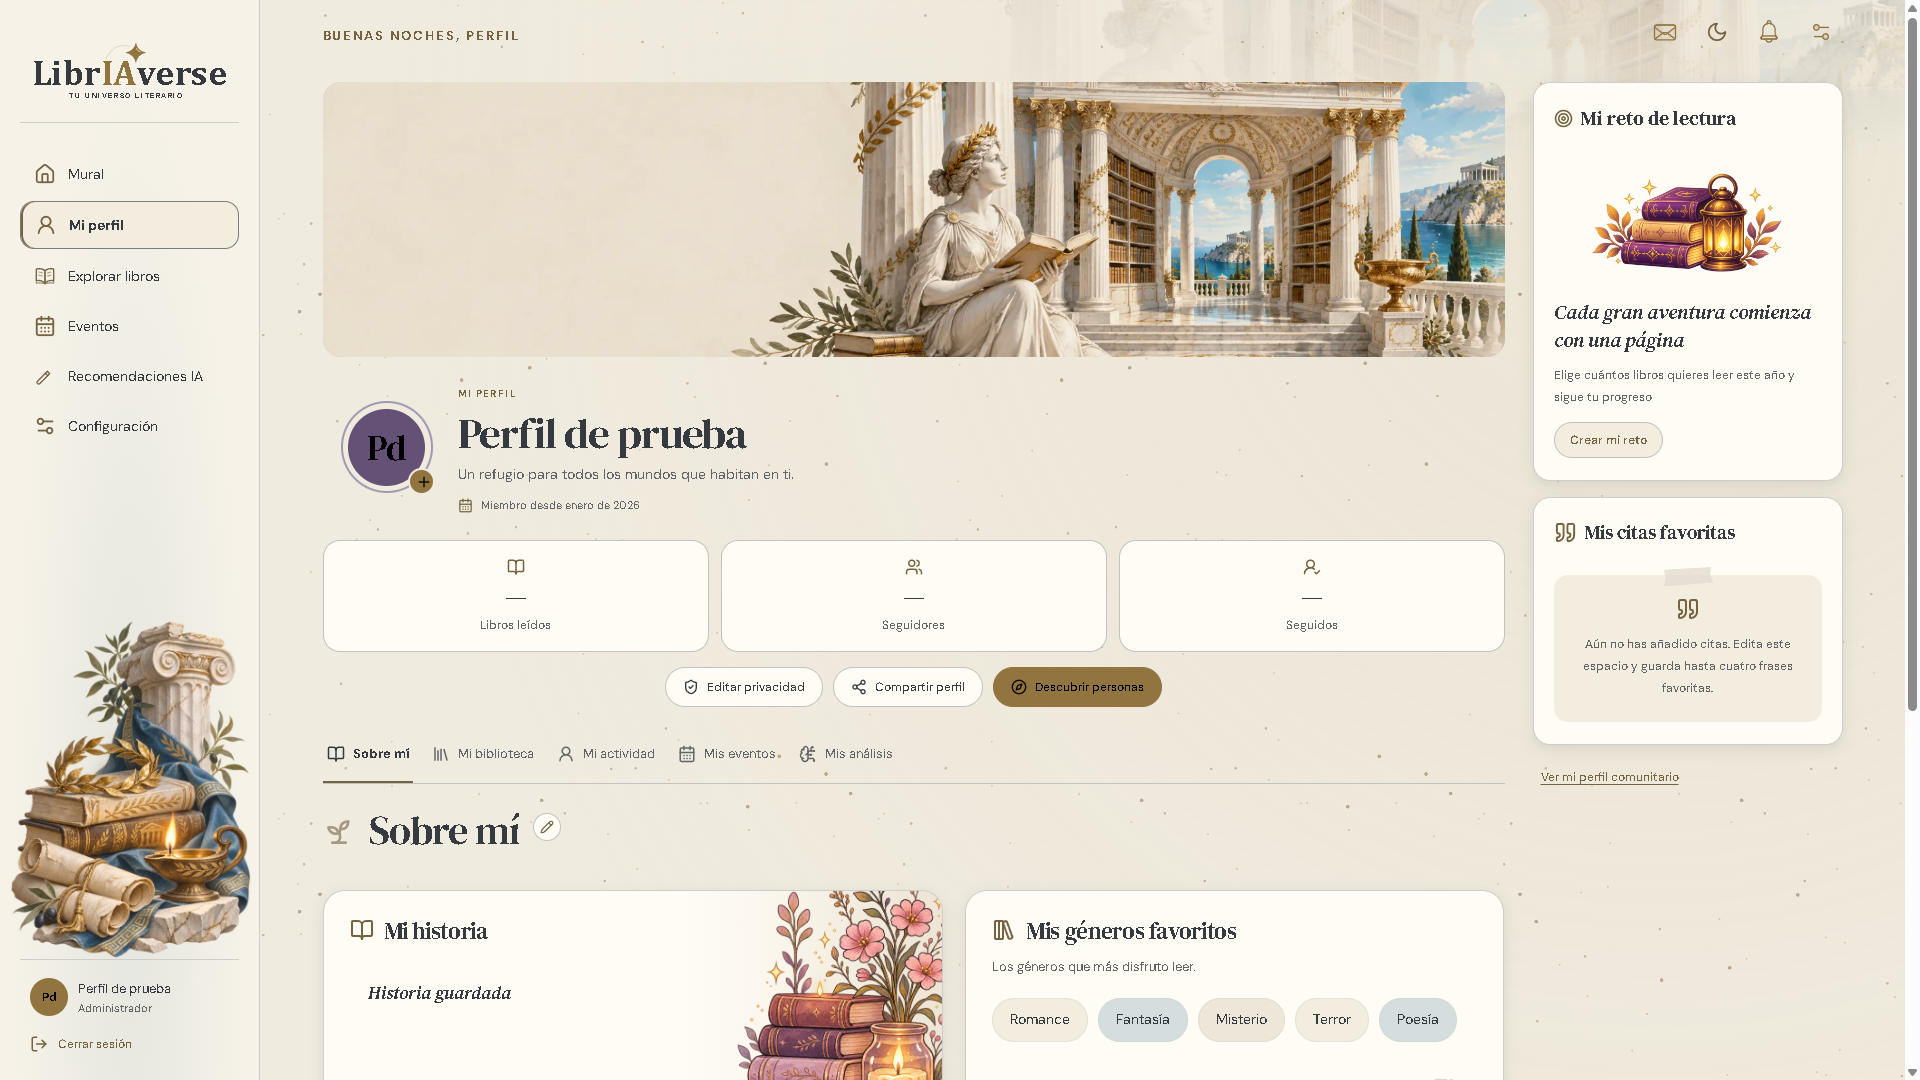 LibrIAverse
TU UNIVERSO LITERARIO
Mural
Mi perfil
Explorar libros
Eventos
Recomendaciones IA
Configuración
Pd
Perfil de prueba
Administrador
Cerrar sesión
BUENAS NOCHES, PERFIL
MI PERFIL
Pd
Perfil de prueba
Un refugio para todos los mundos que habitan en ti.
Miembro desde enero de 2026
—
Libros leídos
—
Seguidores
—
Seguidos
Editar privacidad
Compartir perfil
Descubrir personas
Sobre mí
Mi biblioteca
Mi actividad
Mis eventos
Mis análisis
Sobre mí
Mi historia
Historia guardada
Mis géneros favoritos
Los géneros que más disfruto leer.
Romance
Fantasía
Misterio
Terror
Poesía
Mi reto de lectura
Cada gran aventura comienza
con una página
Elige cuántos libros quieres leer este año y
sigue tu progreso
Crear mi reto
Mis citas favoritas
Aún no has añadido citas. Edita este
espacio y guarda hasta cuatro frases
favoritas.
Ver mi perfil comunitario